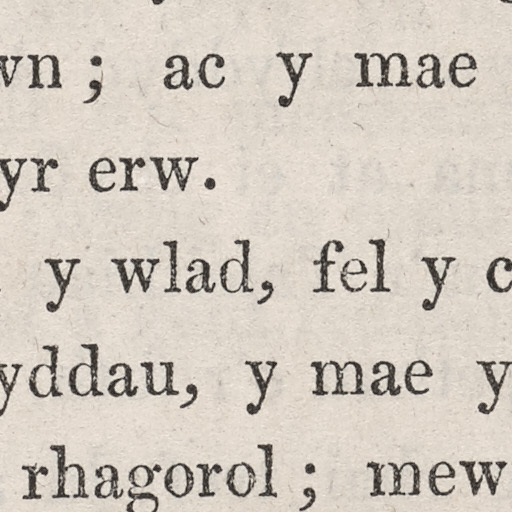 wn; ac y mae
yr erw.
y wlad, fel y c
yddau, y mae y
rhagorol; mew